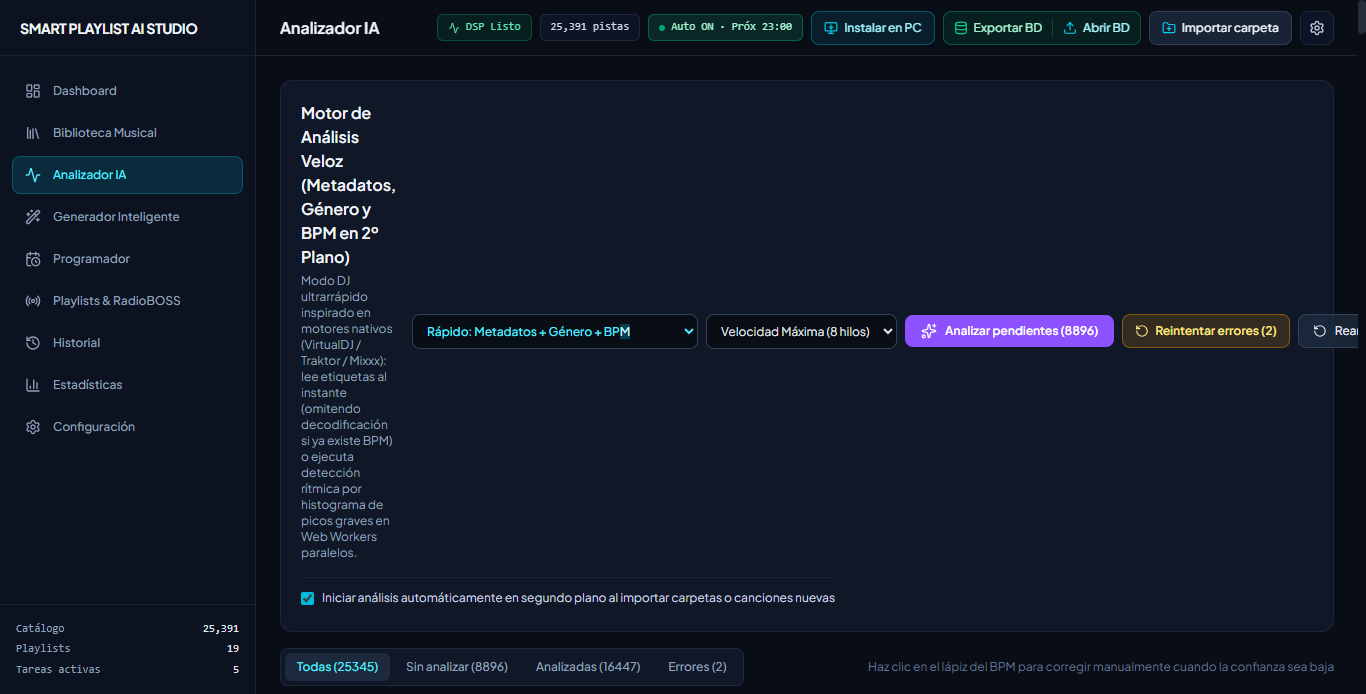 SMART PLAYLIST AI STUDIO
Analizador IA
DSP Listo
25,391 pistas
Auto ON · Próx 23:00
Instalar en PC
Exportar BD
Abrir BD
Importar carpeta
Dashboard
Biblioteca Musical
Analizador IA
Generador Inteligente
Programador
Playlists & RadioBOSS
Historial
Estadísticas
Configuración
Catálogo 25,391
Playlists 19
Tareas activas 5
Motor de
Análisis
Veloz
(Metadatos,
Género y
BPM en 2º
Plano)
Modo DJ
ultrarrápido
inspirado en
motores nativos
(VirtualDJ /
Traktor / Mixxx):
lee etiquetas al
instante
(omitendo
decodificación
si ya existe BPM)
o ejecuta
detección
rítmica por
histograma de
picos graves en
Web Workers
paralelos.
Rápido: Metadatos + Género + BPM
Velocidad Máxima (8 hilos)
Analizar pendientes (8896)
Reintentar errores (2)
Rear
Iniciar análisis automáticamente en segundo plano al importar carpetas o canciones nuevas
Todas (25345)
Sin analizar (8896)
Analizadas (16447)
Errores (2)
Haz clic en el lápiz del BPM para corregir manualmente cuando la confianza sea baja